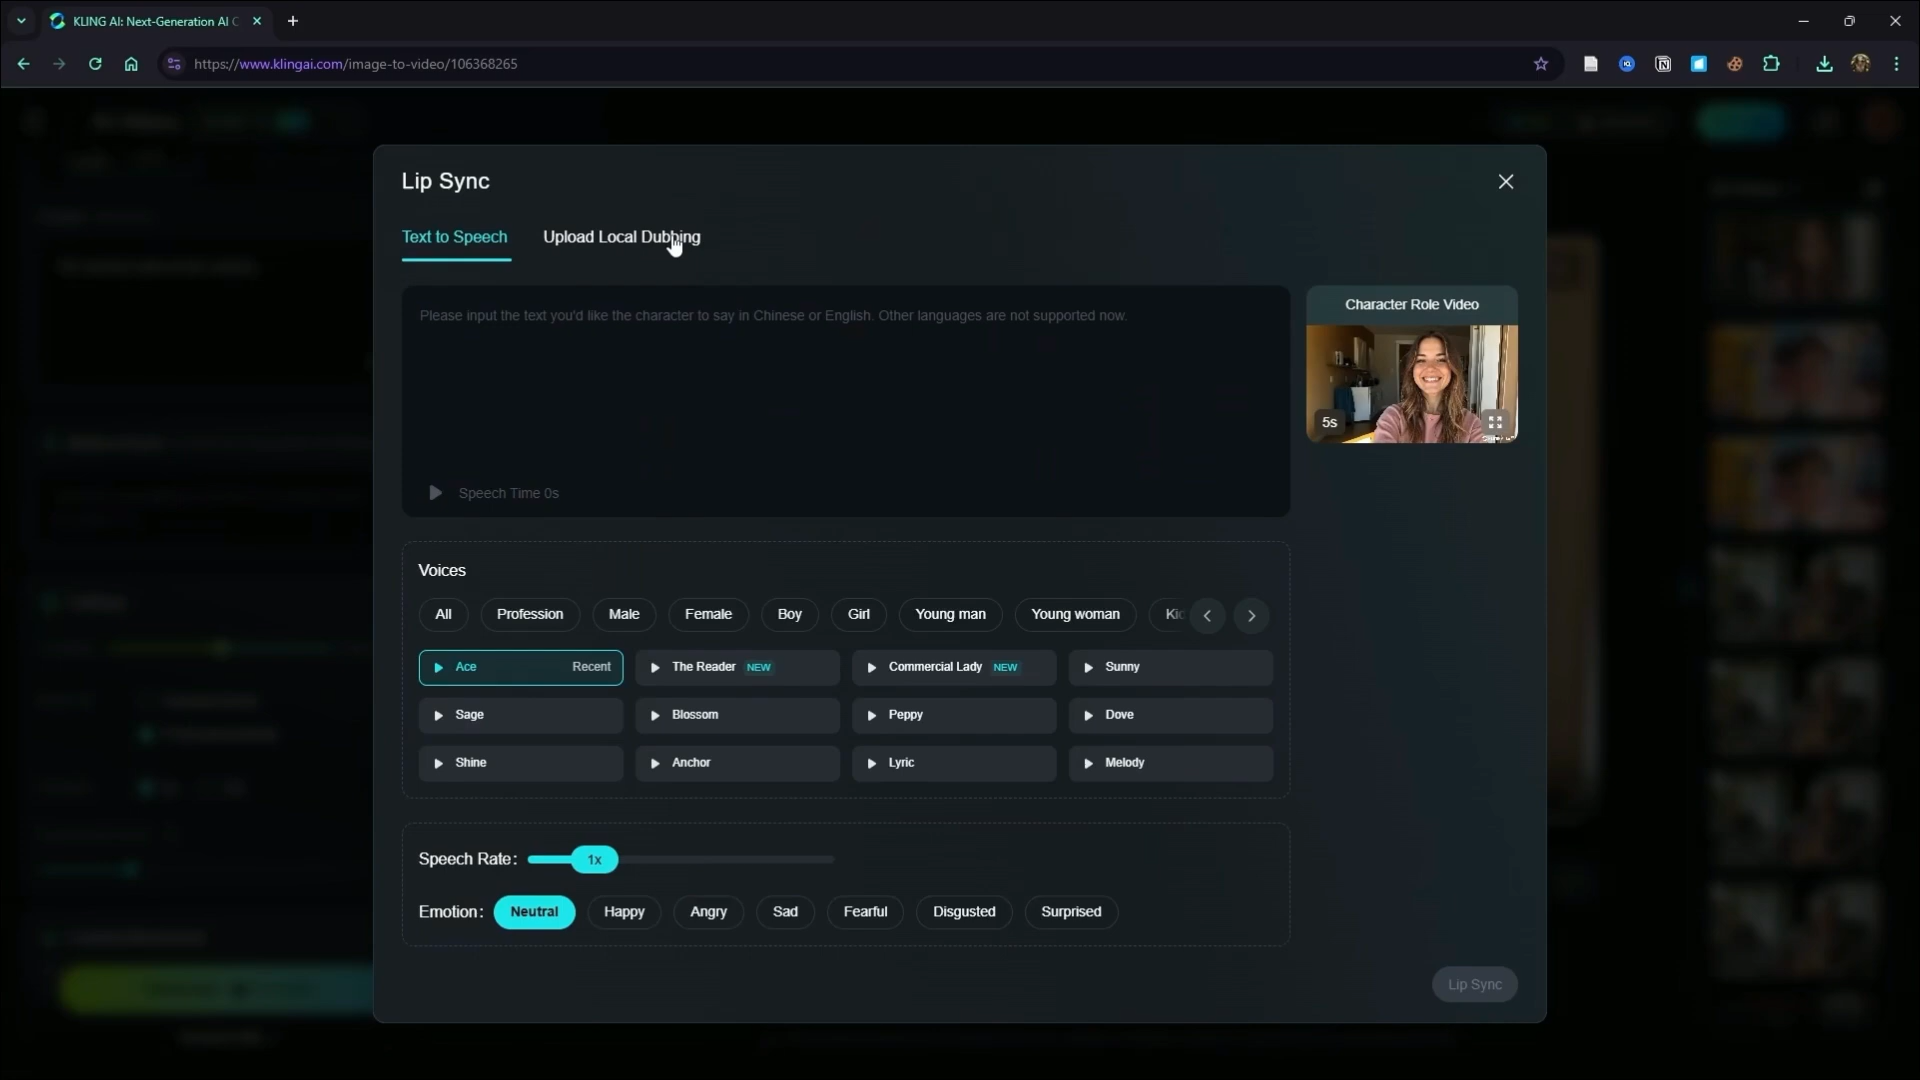 KLING AI: Next-Generation AI C
https://www.klingai.com/image-to-video/106368265
Lip Sync
Text to Speech
Upload Local Dubbing
Please input the text you'd like the character to say in Chinese or English. Other languages are not supported now.
Character Role Video
5s
Speech Time 0s
Voices
All
Profession
Male
Female
Boy
Girl
Young man
Young woman
Ace
Recent
The Reader NEW
Commercial Lady NEW
Sunny
Sage
Blossom
Peppy
Dove
Shine
Anchor
Lyric
Melody
Speech Rate: 1x
Emotion: Neutral
Happy
Angry
Sad
Fearful
Disgusted
Surprised
Lip Sync